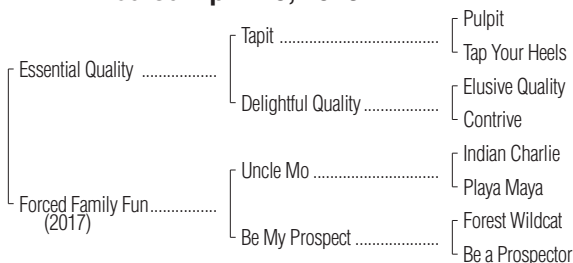 Pulpit
Tapit ........................................
Tap Your Heels
Essential Quality ...................
Elusive Quality
Delightful Quality ...................
Contrive
Indian Charlie
Uncle Mo ................................
Playa Maya
Forced Family Fun.................
(2017)
Forest Wildcat
Be My Prospect .....................
Be a Prospector